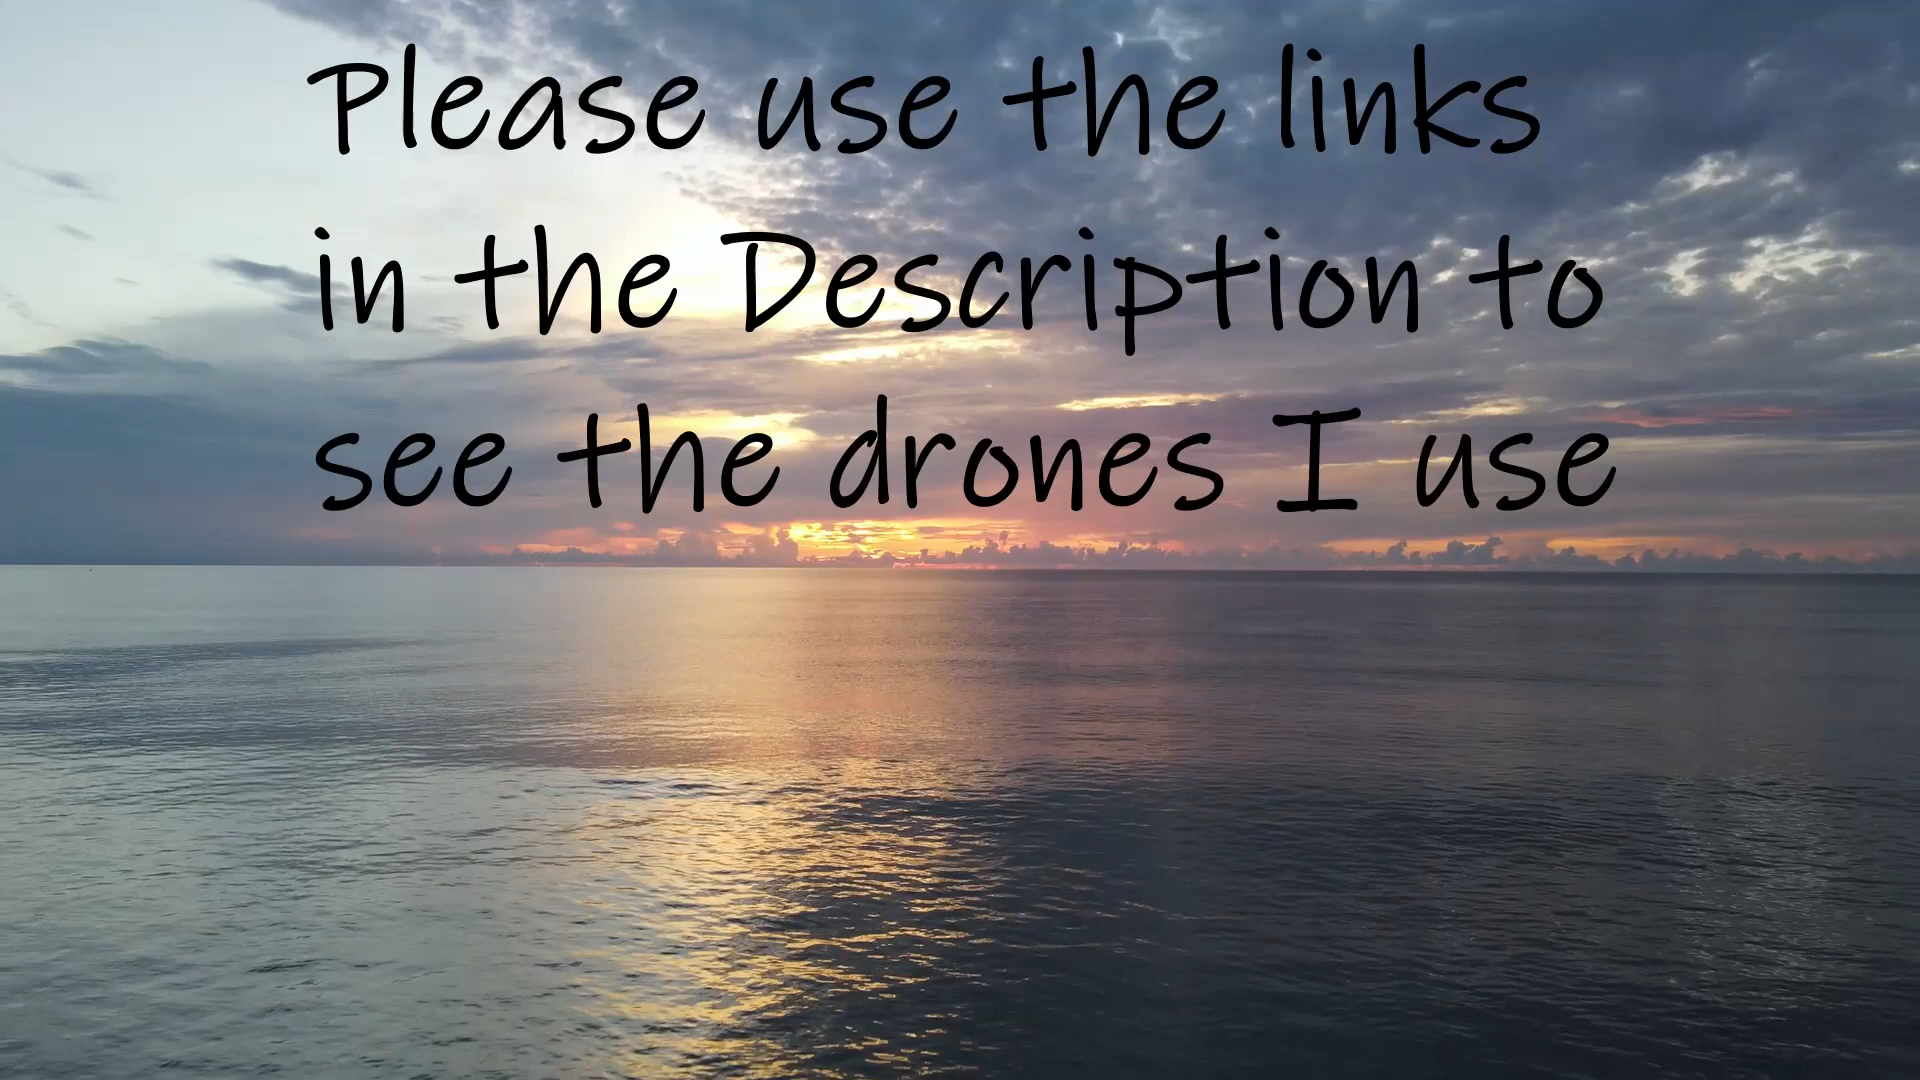 Please use the links
in the Description to
see the drones I use